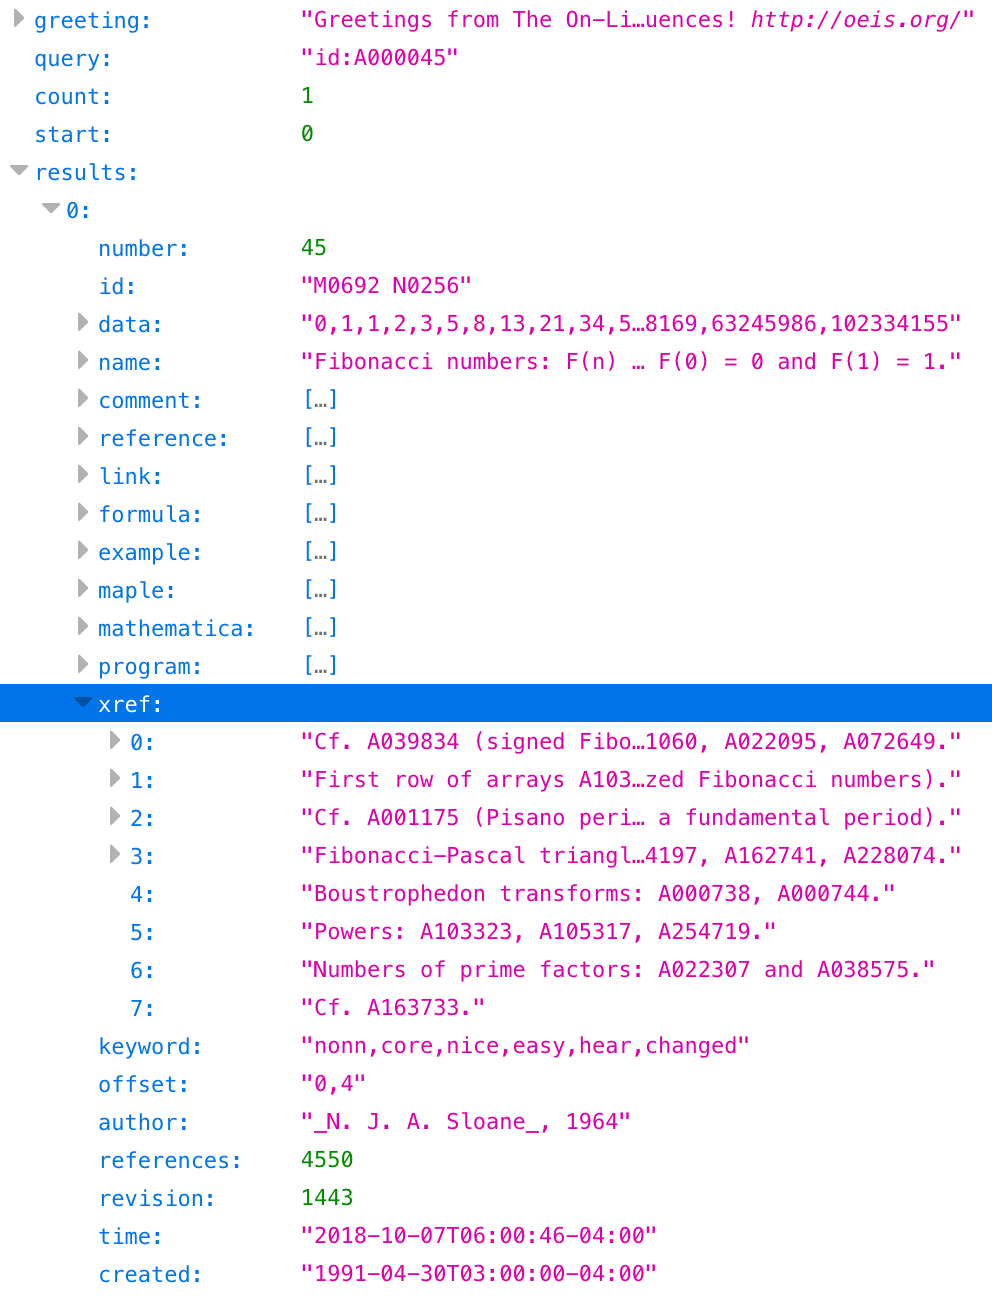 greeting: "Greetings from The On-Li…uences! http://oeis.org/"
query: "id:A000045"
count: 1
start: 0
results:
0:
number: 45
id: "M0692 N0256"
data: "0,1,1,2,3,5,8,13,21,34,5…8169,63245986,102334155"
name: "Fibonacci numbers: F(n) … F(0) = 0 and F(1) = 1."
comment: […]
reference: […]
link: […]
formula: […]
example: […]
maple: […]
mathematica: […]
program: […]
xref:
0: "Cf. A039834 (signed Fibo…1060, A022095, A072649."
1: "First row of arrays A103…zed Fibonacci numbers)."
2: "Cf. A001175 (Pisano peri… a fundamental period)."
3: "Fibonacci-Pascal triangl…4197, A162741, A228074."
4: "Boustrophedon transforms: A000738, A000744."
5: "Powers: A103323, A105317, A254719."
6: "Numbers of prime factors: A022307 and A038575."
7: "Cf. A163733."
keyword: "nonn,core,nice,easy,hear,changed"
offset: "0,4"
author: "_N. J. A. Sloane_, 1964"
references: 4550
revision: 1443
time: "2018-10-07T06:00:46-04:00"
created: "1991-04-30T03:00:00-04:00"